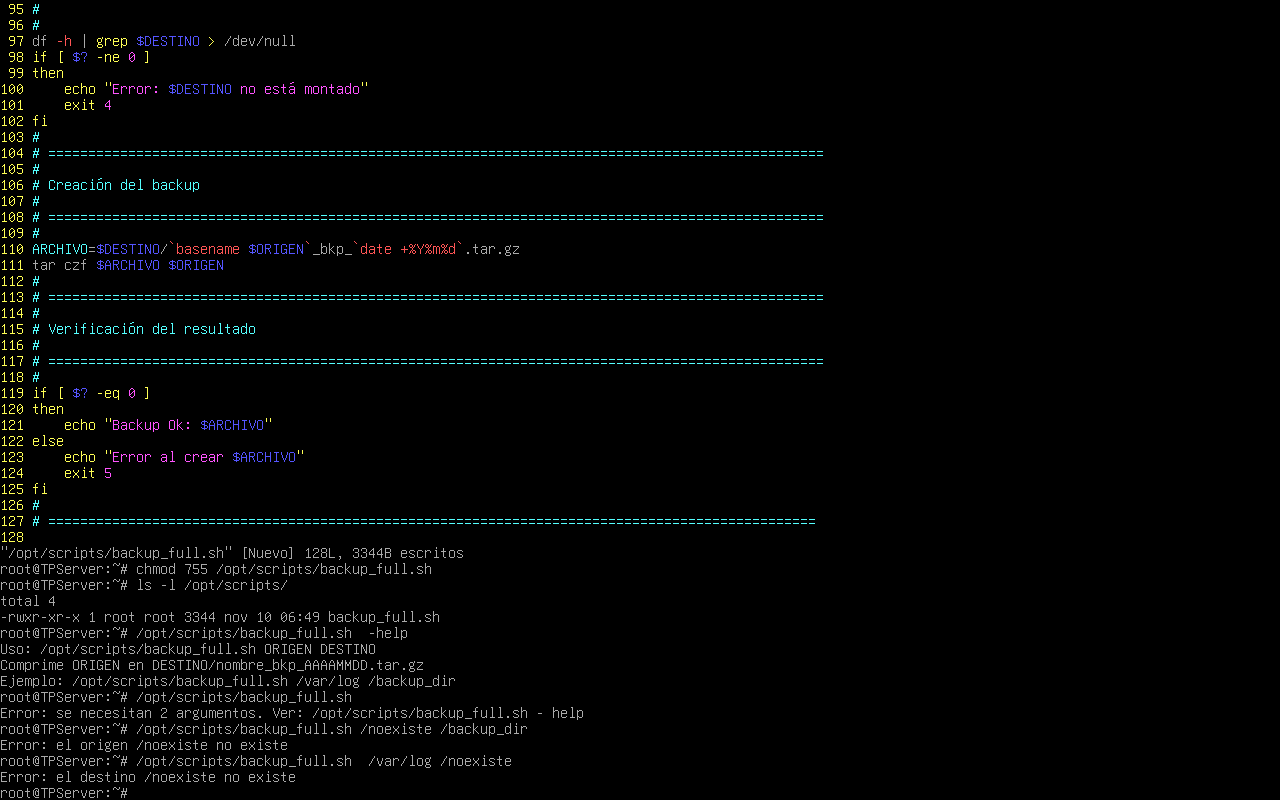 95 #
96 #
97 df -h | grep $DESTINO > /dev/null
98 if [ $? -ne 0 ]
99 then
100     echo "Error: $DESTINO no está montado"
101     exit 4
102 fi
103 #
104 # =================================================================================================
105 #
106 # Creación del backup
107 #
108 # =================================================================================================
109 #
110 ARCHIVO=$DESTINO/`basename $ORIGEN`_bkp_`date +%Y%m%d`.tar.gz
111 tar czf $ARCHIVO $ORIGEN
112 #
113 # =================================================================================================
114 #
115 # Verificación del resultado
116 #
117 # =================================================================================================
118 #
119 if [ $? -eq 0 ]
120 then
121     echo "Backup Ok: $ARCHIVO"
122 else
123     echo "Error al crear $ARCHIVO"
124     exit 5
125 fi
126 #
127 # ================================================================================================
128
"/opt/scripts/backup_full.sh" [Nuevo] 128L, 3344B escritos
root@TPServer:~# chmod 755 /opt/scripts/backup_full.sh
root@TPServer:~# ls -l /opt/scripts/
total 4
-rwxr-xr-x 1 root root 3344 nov 10 06:49 backup_full.sh
root@TPServer:~# /opt/scripts/backup_full.sh  -help
Uso: /opt/scripts/backup_full.sh ORIGEN DESTINO
Comprime ORIGEN en DESTINO/nombre_bkp_AAAAMMDD.tar.gz
Ejemplo: /opt/scripts/backup_full.sh /var/log /backup_dir
root@TPServer:~# /opt/scripts/backup_full.sh
Error: se necesitan 2 argumentos. Ver: /opt/scripts/backup_full.sh - help
root@TPServer:~# /opt/scripts/backup_full.sh /noexiste /backup_dir
Error: el origen /noexiste no existe
root@TPServer:~# /opt/scripts/backup_full.sh  /var/log /noexiste
Error: el destino /noexiste no existe
root@TPServer:~#